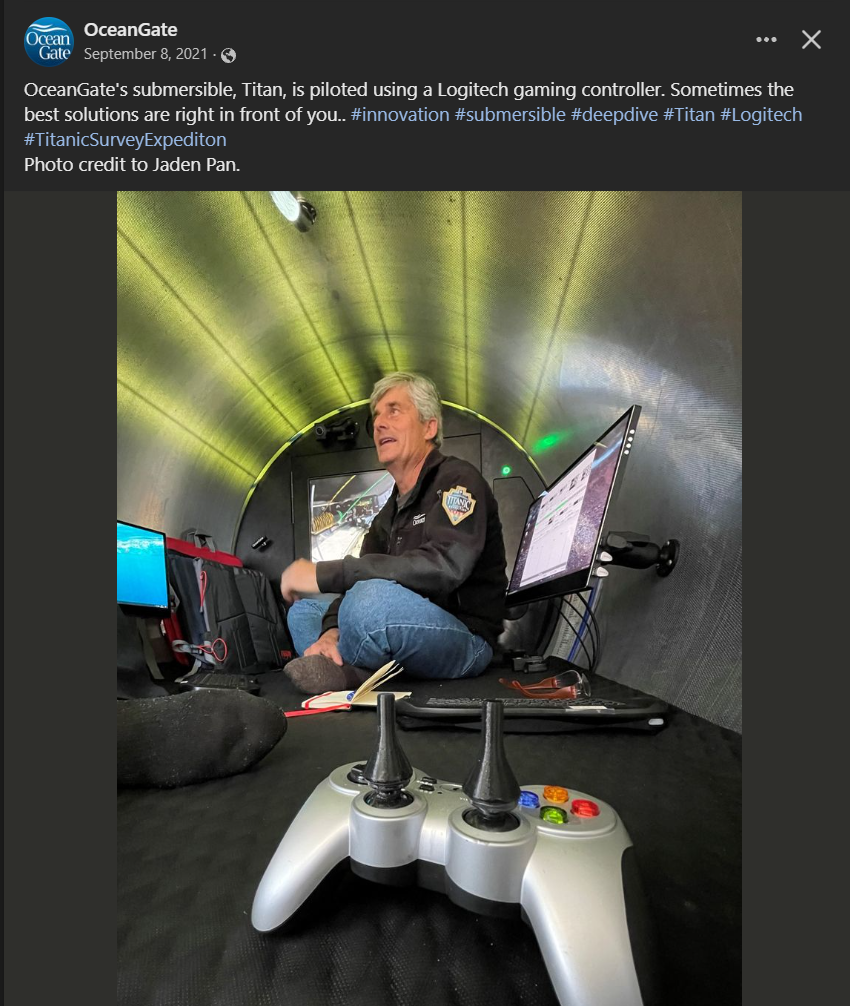 Ocean
Gate
OceanGate
September 8, 2021 ·
OceanGate's submersible, Titan, is piloted using a Logitech gaming controller. Sometimes the
best solutions are right in front of you.. #innovation #submersible #deepdive #Titan #Logitech
#TitanicSurveyExpediton
Photo credit to Jaden Pan.
TITANIC